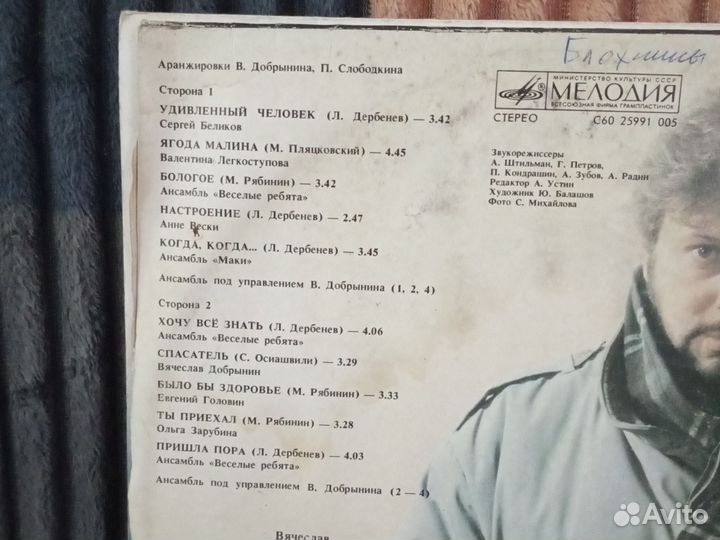 Блохины
Аранжировки В. Добрынина, П. Слободкина
Сторона 1
УДИВЛЕННЫЙ ЧЕЛОВЕК (Л. Дербенев) — 3.42
Сергей Беликов
ЯГОДА МАЛИНА (М. Пляцковский) — 4.45
Валентина Легкоступова
БОЛОГОЕ (М. Рябинин) — 3.42
Ансамбль «Веселые ребята»
НАСТРОЕНИЕ (Л. Дербенев) — 2.47
Анне Вески
КОГДА, КОГДА... (Л. Дербенев) — 3.45
Ансамбль «Маки»
Ансамбль под управлением В. Добрынина (1, 2, 4)
Сторона 2
ХОЧУ ВСЁ ЗНАТЬ (Л. Дербенев) — 4.06
Ансамбль «Веселые ребята»
СПАСАТЕЛЬ (С. Осиашвили) — 3.29
Вячеслав Добрынин
БЫЛО БЫ ЗДОРОВЬЕ (М. Рябинин) — 3.33
Евгений Головин
ТЫ ПРИЕХАЛ (М. Рябинин) — 3.28
Ольга Зарубина
ПРИШЛА ПОРА (Л. Дербенев) — 4.03
Ансамбль «Веселые ребята»
Ансамбль под управлением В. Добрынина (2—4)
Вячеслав
МИНИСТЕРСТВО КУЛЬТУРЫ СССР
МЕЛОДИЯ
ВСЕСОЮЗНАЯ ФИРМА ГРАМПЛАСТИНОК
СТЕРЕО С60 25991 005
Звукорежиссеры
А. Штильман, Г. Петров,
П. Кондрашин, А. Зубов, А. Радин
Редактор А. Устин
Художник Ю. Балашов
Фото С. Михайлова
Avito